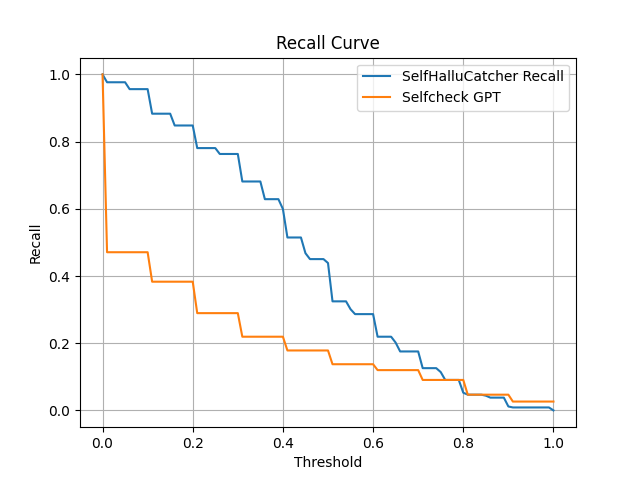 Recall Curve
SelfHalluCatcher Recall
Selfcheck GPT
Recall
1.0
0.8
0.6
0.4
0.2
0.0
0.0 0.2 0.4 0.6 0.8 1.0
Threshold